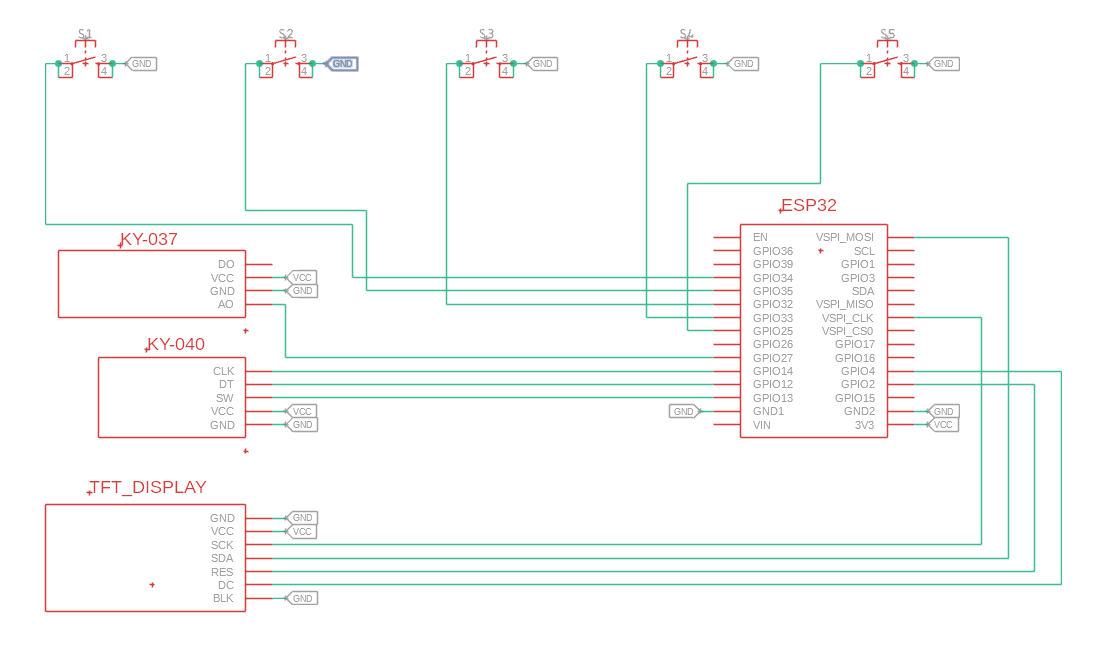 S1 S2 S3 S4 S5
1 3 GND 1 3 GND 1 3 GND 1 3 GND 1 3 GND
2 4 2 4 2 4 2 4 2 4
ESP32
EN VSPI_MOSI
GPIO36 SCL
GPIO39 GPIO1
GPIO34 GPIO3
GPIO35 SDA
GPIO32 VSPI_MISO
GPIO33 VSPI_CLK
GPIO25 VSPI_CS0
GPIO26 GPIO17
GPIO27 GPIO16
GPIO14 GPIO4
GPIO12 GPIO2
GPIO13 GPIO15
GND GND1 GND2 GND
VIN 3V3 VCC
KY-037
DO
VCC VCC
GND GND
AO
KY-040
CLK
DT
SW
VCC VCC
GND GND
TFT_DISPLAY
GND GND
VCC VCC
SCK
SDA
RES
DC
BLK GND